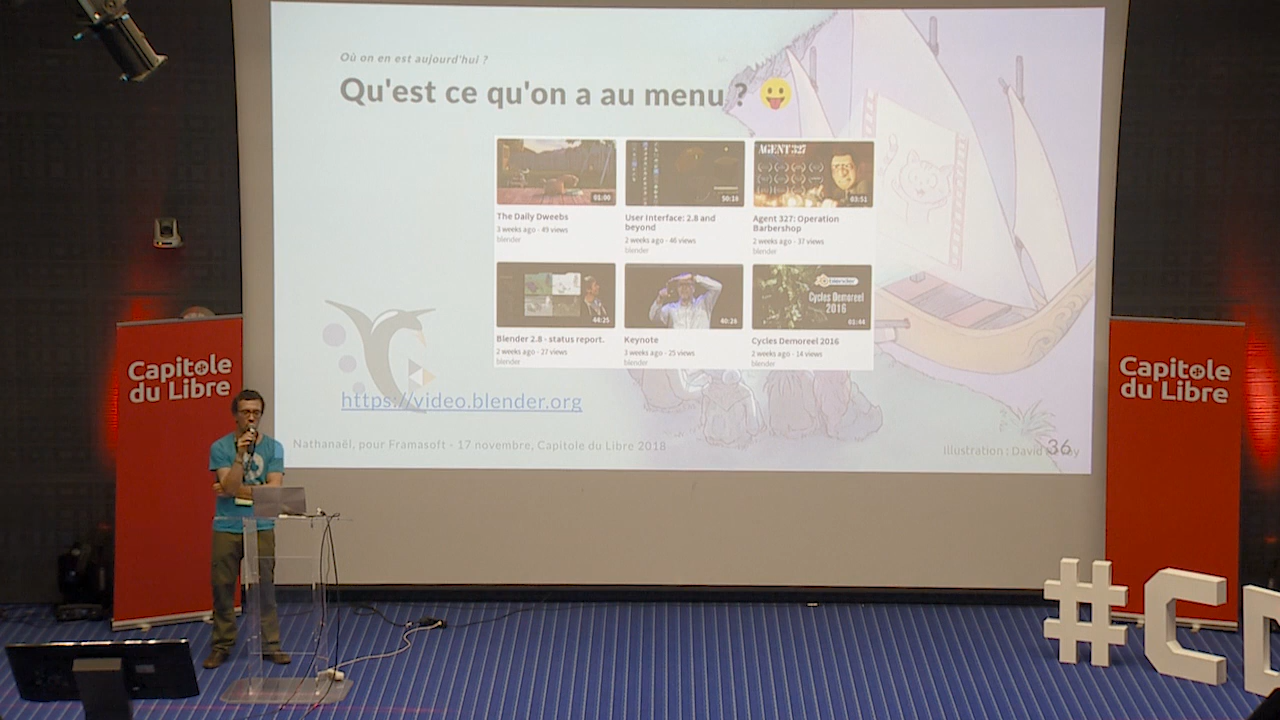 Où on en est aujourd'hui ?
Qu'est ce qu'on a au menu ?
AGENT 327
01:00
50:16
03:51
The Daily Dweebs
3 weeks ago - 49 views
User Interface: 2.8 and
beyond
2 weeks ago - 46 views
blender
Agent 327: Operation
Barbershop
2 weeks ago - 37 views
blender
blender
Cycles Demoreel
2016
44:25
40:26
01:44
Blender 2.8 - status report.
2 weeks ago - 27 views
blender
Keynote
3 weeks ago - 25 views
blender
Cycles Demoreel 2016
2 weeks ago - 14 views
blender
https://video.blender.org
Nathanaël, pour Framasoft - 17 novembre, Capitole du Libre 2018
Illustration : David
36
Capitole
du Libre
Capitole
du Libre
#C